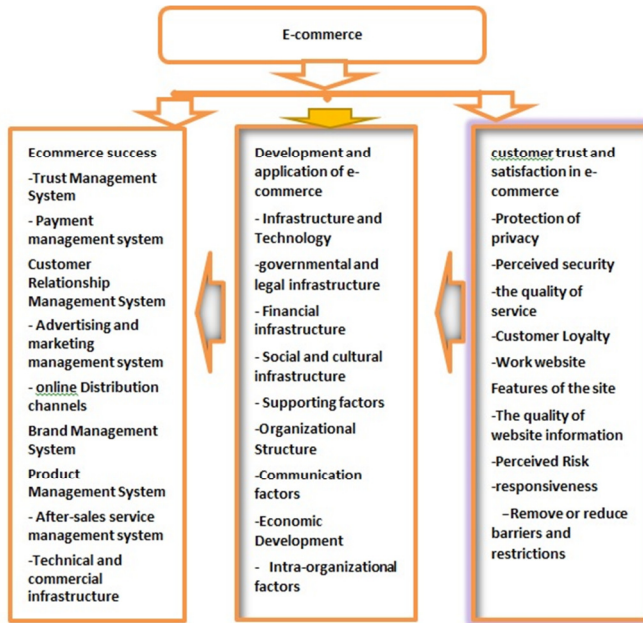 E-commerce
Ecommerce success
-Trust Management
System
- Payment
management system
Customer
Relationship
Management System
- Advertising and
marketing
management system
- online Distribution
channels
Brand Management
System
Product
Management System
- After-sales service
management system
-Technical and
commercial
infrastructure
Development and
application of e-
commerce
- Infrastructure and
Technology
-governmental and
legal infrastructure
- Financial
infrastructure
- Social and cultural
infrastructure
- Supporting factors
-Organizational
Structure
-Communication
factors
-Economic
Development
- Intra-organizational
factors
customer trust and
satisfaction in e-
commerce
-Protection of
privacy
-Perceived security
-the quality of
service
-Customer Loyalty
-Work website
Features of the site
-The quality of
website information
-Perceived Risk
-responsiveness
–Remove or reduce
barriers and
restrictions